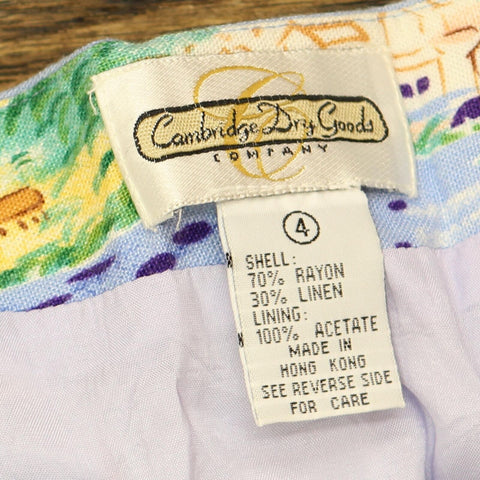 Cambridge Dry Goods
COMPANY
4
SHELL:
70% RAYON
30% LINEN
LINING:
100% ACETATE
MADE IN
HONG KONG
SEE REVERSE SIDE
FOR CARE